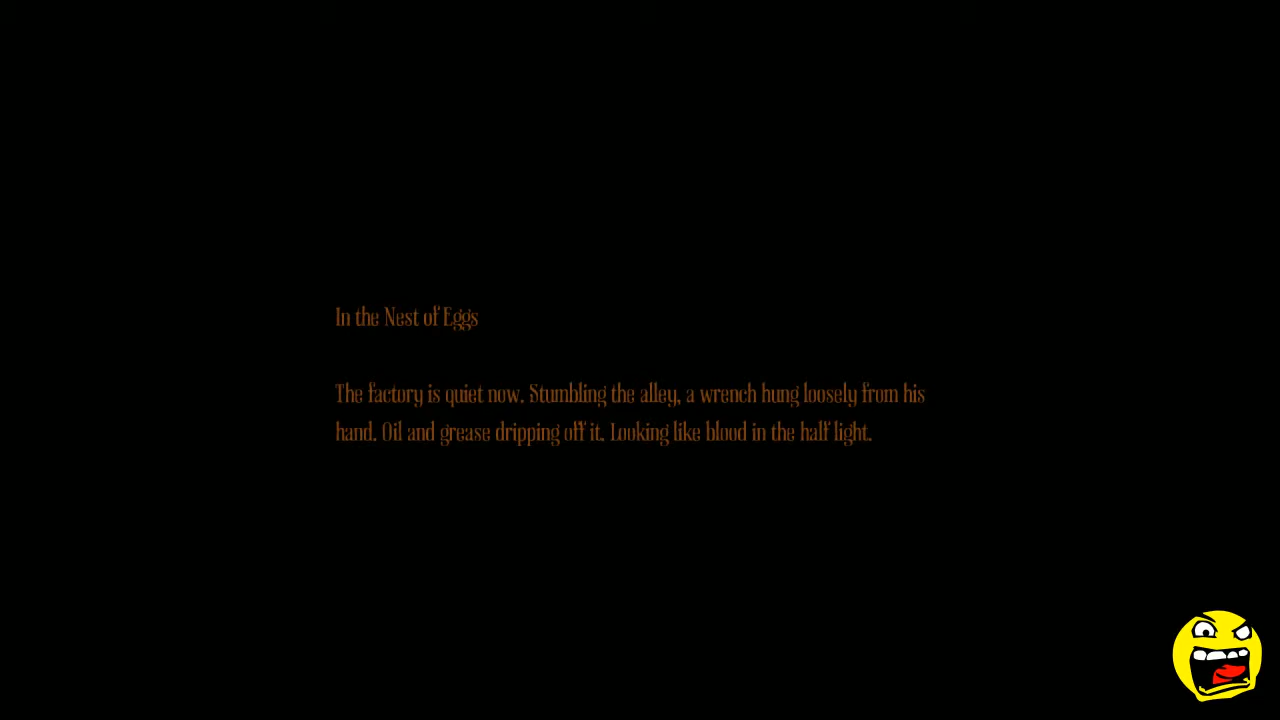 In the Nest of Eggs
The factory is quiet now. Stumbling the alley, a wrench hung loosely from his
hand. Oil and grease dripping off it. Looking like blood in the half light.